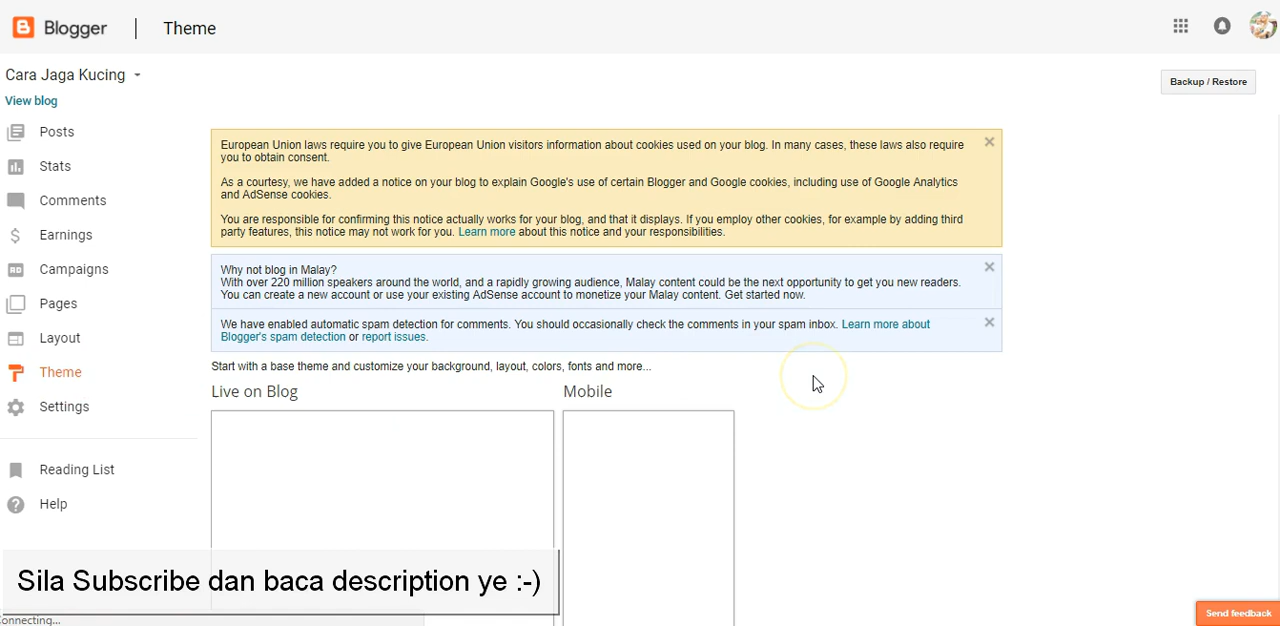 Blogger
Theme
Cara Jaga Kucing
View blog
Backup / Restore
Posts
Stats
Comments
Earnings
Campaigns
Pages
Layout
Theme
Settings
Reading List
Help
European Union laws require you to give European Union visitors information about cookies used on your blog. In many cases, these laws also require
you to obtain consent.
As a courtesy, we have added a notice on your blog to explain Google's use of certain Blogger and Google cookies, including use of Google Analytics
and AdSense cookies.
You are responsible for confirming this notice actually works for your blog, and that it displays. If you employ other cookies, for example by adding third
party features, this notice may not work for you. Learn more about this notice and your responsibilities.
Why not blog in Malay?
With over 220 million speakers around the world, and a rapidly growing audience, Malay content could be the next opportunity to get you new readers.
You can create a new account or use your existing AdSense account to monetize your Malay content. Get started now.
We have enabled automatic spam detection for comments. You should occasionally check the comments in your spam inbox. Learn more about
Blogger's spam detection or report issues.
Start with a base theme and customize your background, layout, colors, fonts and more...
Live on Blog
Mobile
Sila Subscribe dan baca description ye :-)
onnecting...
Send feedback